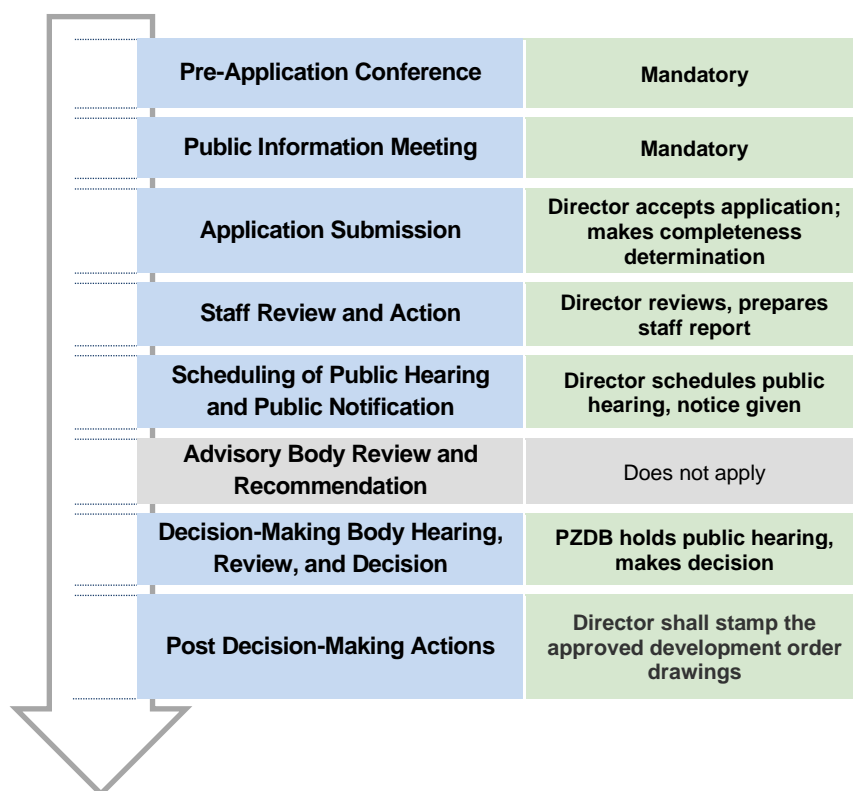 Pre-Application Conference
Mandatory
Public Information Meeting
Mandatory
Application Submission
Director accepts application;
makes completeness
determination
Staff Review and Action
Director reviews, prepares
staff report
Scheduling of Public Hearing
and Public Notification
Director schedules public
hearing, notice given
Advisory Body Review and
Recommendation
Does not apply
Decision-Making Body Hearing,
Review, and Decision
PZDB holds public hearing,
makes decision
Post Decision-Making Actions
Director shall stamp the
approved development order
drawings